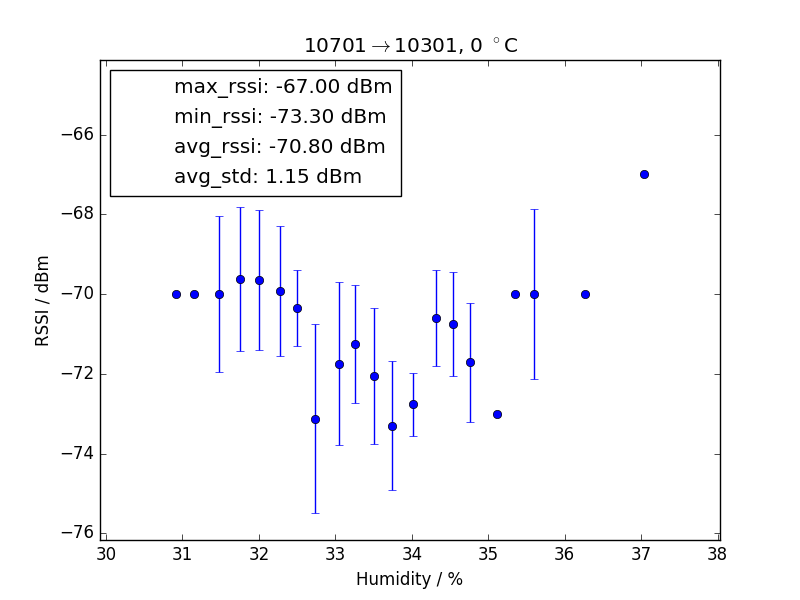 10701→10301, 0 °C
max_rssi: -67.00 dBm
min_rssi: -73.30 dBm
avg_rssi: -70.80 dBm
avg_std: 1.15 dBm
RSSI / dBm
−66
−68
−70
−72
−74
−76
30 31 32 33 34 35 36 37 38
Humidity / %